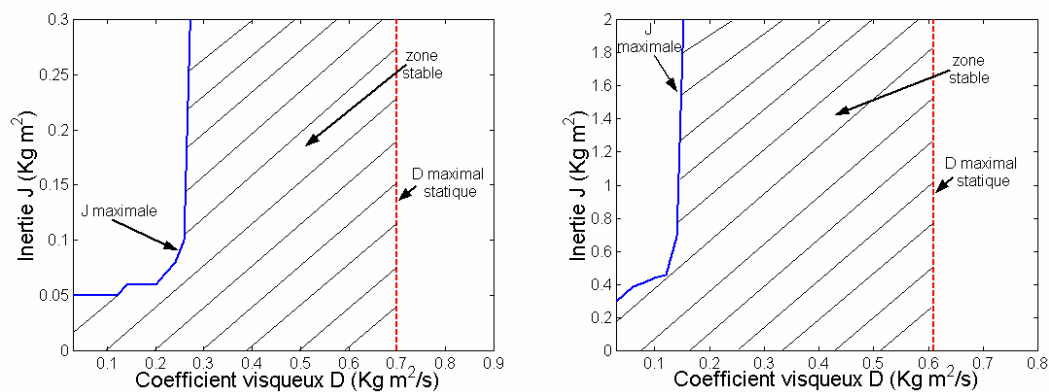 0.3
0.25
0.2
0.15
0.1
0.05
0
Inertie J (Kg m²)
zone
stable
D maximal
statique
J maximale
0.1 0.2 0.3 0.4 0.5 0.6 0.7 0.8 0.9
Coefficient visqueux D (Kg m²/s)
2
1.8
1.6
1.4
1.2
1
0.8
0.6
0.4
0.2
0
Inertie J (Kg m²)
J
maximale
zone
stable
D maximal
statique
0.1 0.2 0.3 0.4 0.5 0.6 0.7 0.8
Coefficient visqueux D (Kg m²/s)